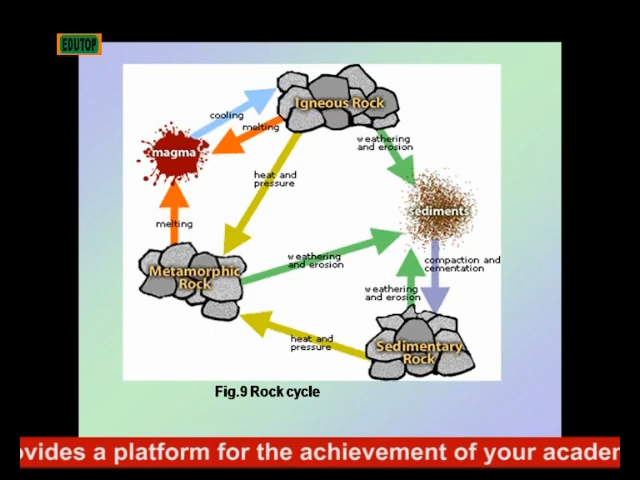 EDUTOP
Igneous Rock
cooling
melting
weathering
and erosion
magma
heat and
pressure
sediments
melting
weathering
and erosion
compaction and
cementation
Metamorphic
Rock
weathering
and erosion
heat and
pressure
Sedimentary
Rock
Fig.9 Rock cycle
ovides a platform for the achievement of your academ